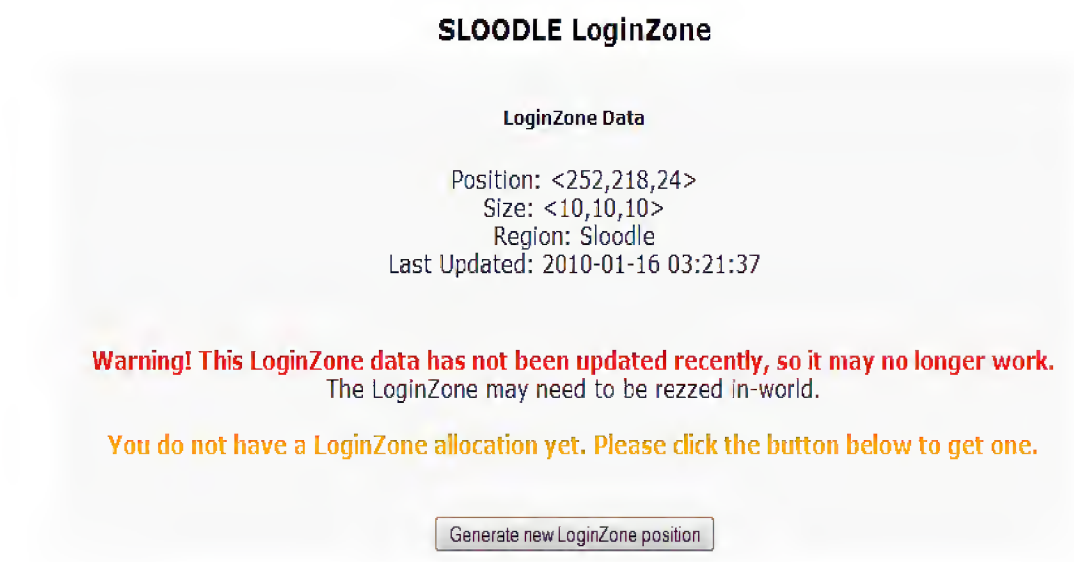 SLOODLE LoginZone
LoginZone Data
Position: <252,218,24>
Size: <10,10,10>
Region: Sloodle
Last Updated: 2010-01-16 03:21:37
Warning! This LoginZone data has not been updated recently, so it may no longer work.
The LoginZone may need to be rezzed in-world.
You do not have a LoginZone allocation yet. Please click the button below to get one.
Generate new LoginZone position